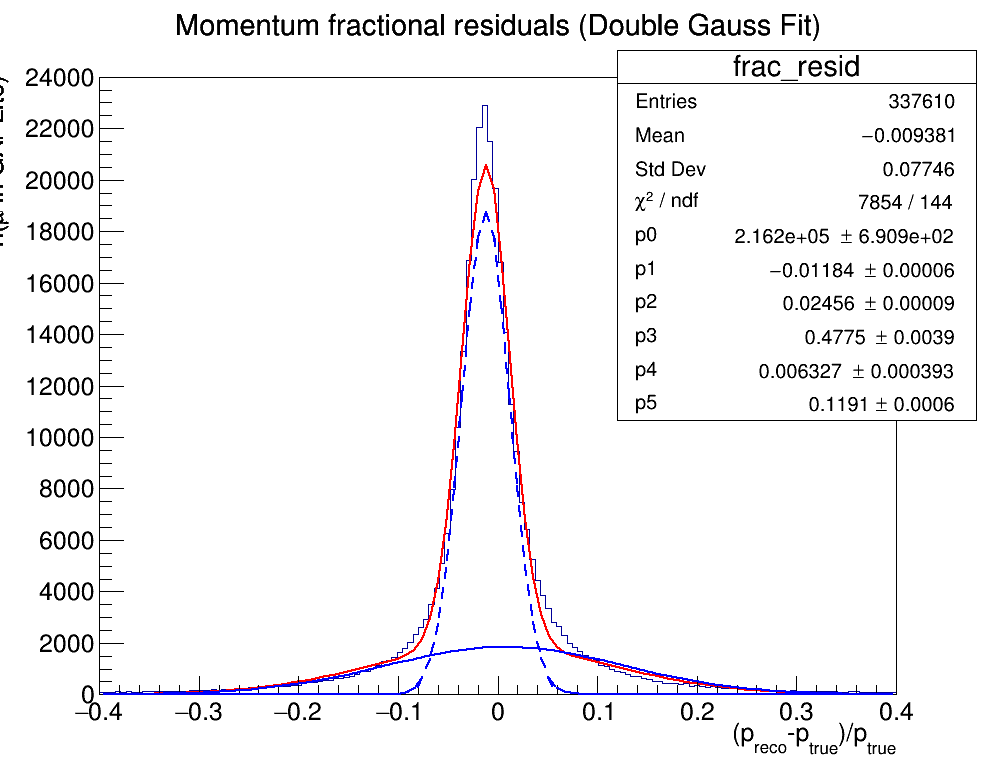 Momentum fractional residuals (Double Gauss Fit)
frac_resid
Entries 337610
Mean −0.009381
Std Dev 0.07746
χ² / ndf 7854 / 144
p0 2.162e+05 ± 6.909e+02
p1 −0.01184 ± 0.00006
p2 0.02456 ± 0.00009
p3 0.4775 ± 0.0039
p4 0.006327 ± 0.000393
p5 0.1191 ± 0.0006
24000
22000
20000
18000
16000
14000
12000
10000
8000
6000
4000
2000
0
−0.4 −0.3 −0.2 −0.1 0 0.1 0.2 0.3 0.4
(p_reco-p_true)/p_true